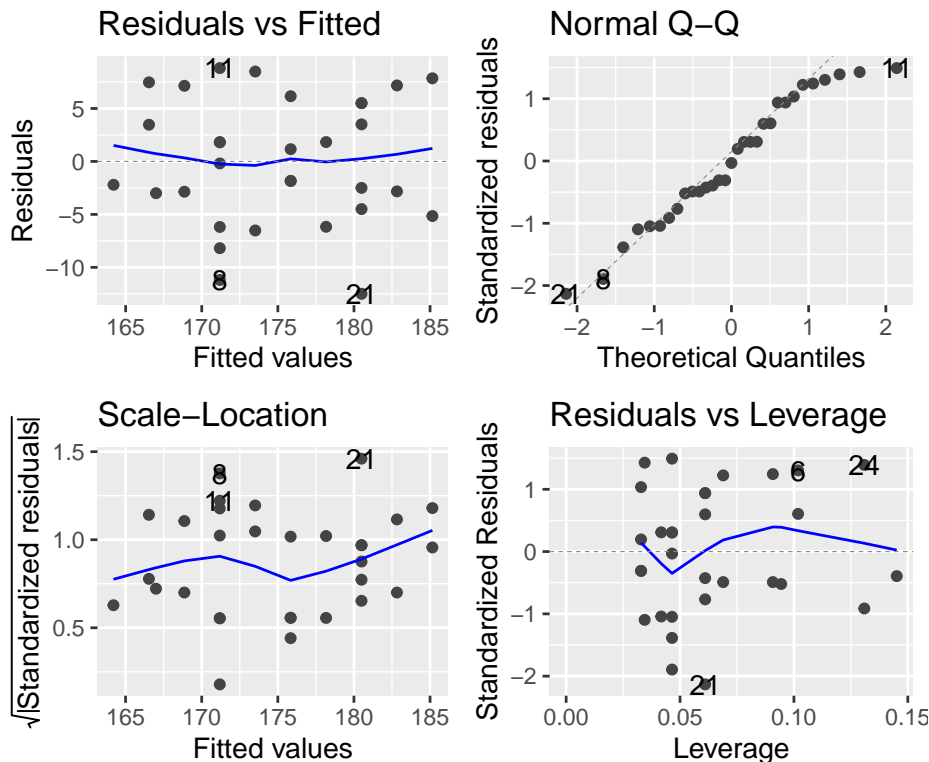 Residuals vs Fitted
Residuals
5
0
−5
−10
11
8
21
165 170 175 180 185
Fitted values
Normal Q−Q
Standardized residuals
1
0
−1
−2
21
8
11
−2 −1 0 1 2
Theoretical Quantiles
Scale−Location
√|Standardized residuals|
1.5
1.0
0.5
8
11
21
165 170 175 180 185
Fitted values
Residuals vs Leverage
Standardized Residuals
1
0
−1
−2
6
24
21
0.00 0.05 0.10 0.15
Leverage